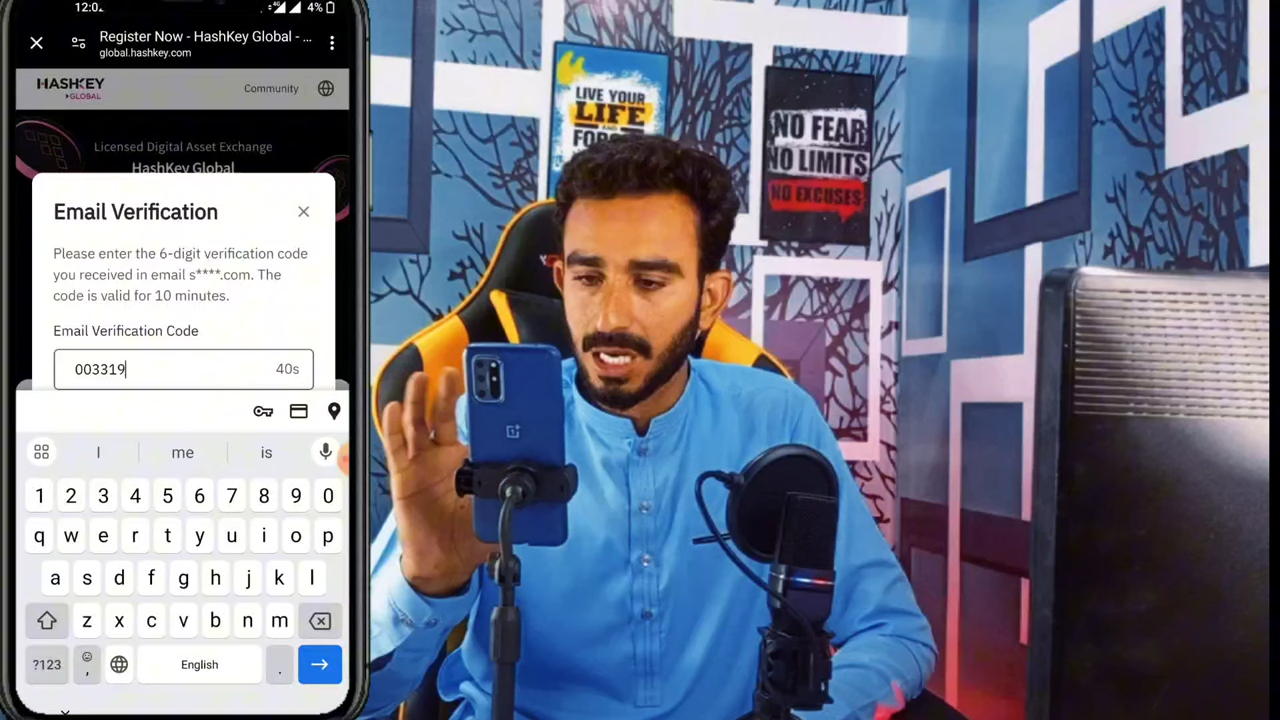 12:0
4G
4%
Register Now - HashKey Global - ...
global.hashkey.com
HASHKEY
GLOBAL
Community
Licensed Digital Asset Exchange
HashKey Global
Email Verification
Please enter the 6-digit verification code
you received in email s****.com. The
code is valid for 10 minutes.
Email Verification Code
003319
40s
I
me
is
1 2 3 4 5 6 7 8 9 0
q w e r t y u i o p
a s d f g h j k l
z x c v b n m
?123
,
English
.
LIVE YOUR
LIFE
AND
NO FEAR
NO LIMITS
NO EXCUSES